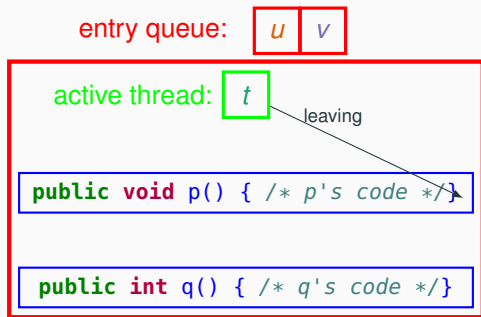 entry queue: u v
active thread: t
leaving
public void p() { /* p's code */}
public int q() { /* q's code */}